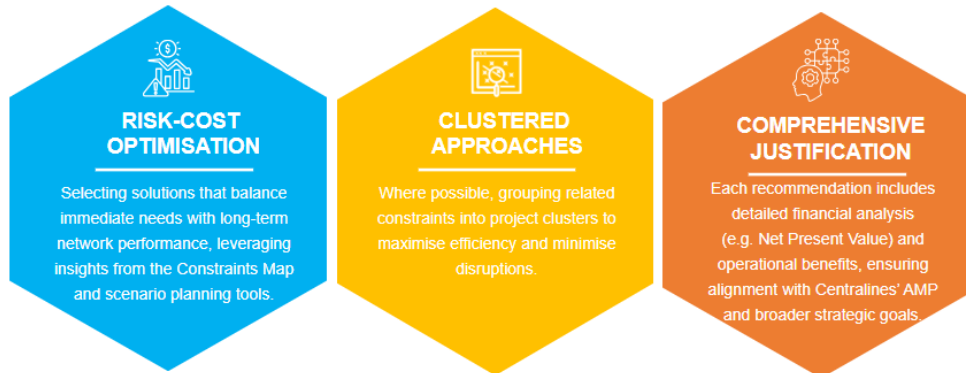 RISK-COST
OPTIMISATION
Selecting solutions that balance
immediate needs with long-term
network performance, leveraging
insights from the Constraints Map
and scenario planning tools.
CLUSTERED
APPROACHES
Where possible, grouping related
constraints into project clusters to
maximise efficiency and minimise
disruptions.
COMPREHENSIVE
JUSTIFICATION
Each recommendation includes
detailed financial analysis
(e.g. Net Present Value) and
operational benefits, ensuring
alignment with Centralines' AMP
and broader strategic goals.